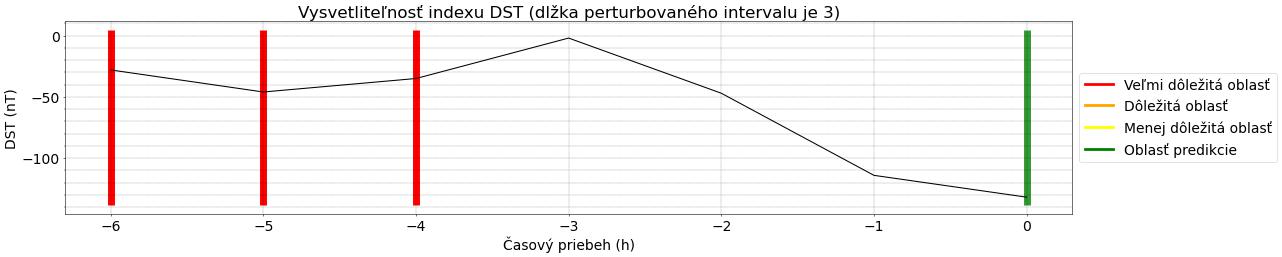 Vysvetliteľnosť indexu DST (dĺžka perturbovaného intervalu je 3)
DST (nT)
0
−50
−100
−6 −5 −4 −3 −2 −1 0
Časový priebeh (h)
Veľmi dôležitá oblasť
Dôležitá oblasť
Menej dôležitá oblasť
Oblasť predikcie